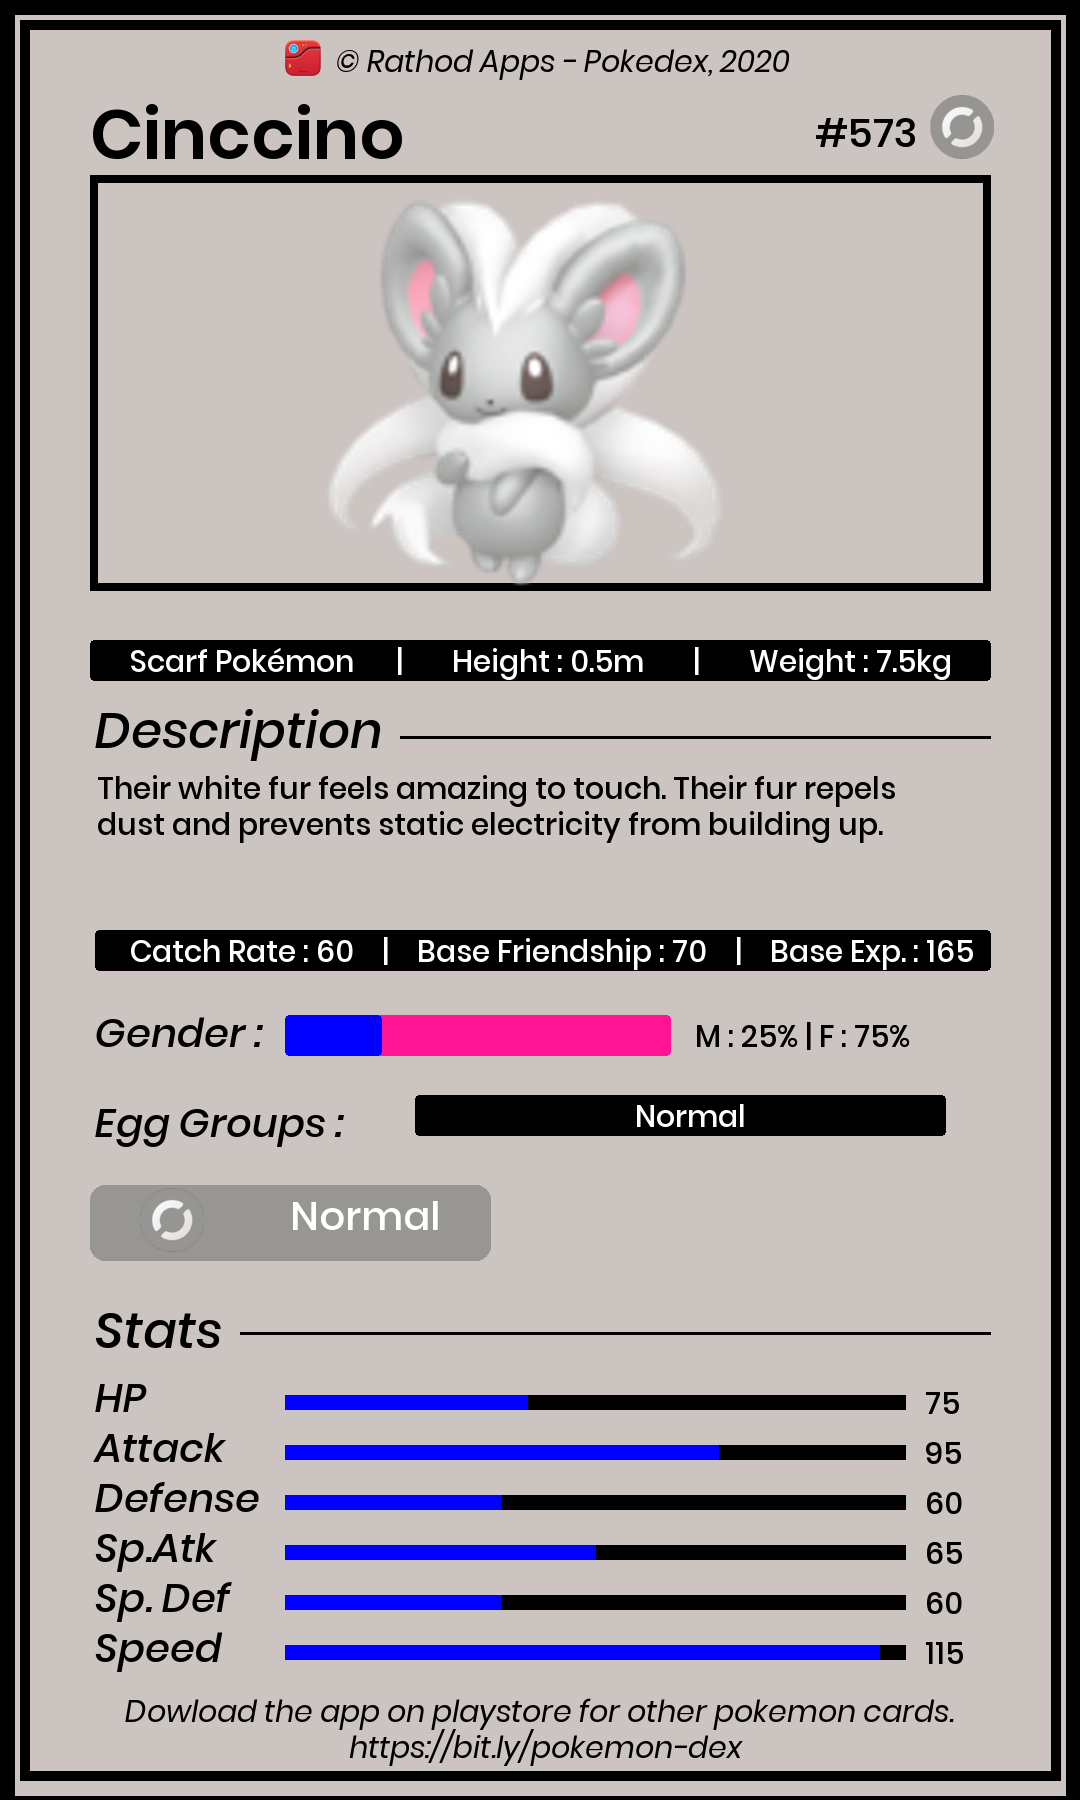 © Rathod Apps - Pokedex, 2020
Cinccino #573
Scarf Pokémon | Height : 0.5m | Weight : 7.5kg
Description
Their white fur feels amazing to touch. Their fur repels
dust and prevents static electricity from building up.
Catch Rate : 60 | Base Friendship : 70 | Base Exp. : 165
Gender : M : 25% | F : 75%
Egg Groups : Normal
Normal
Stats
HP 75
Attack 95
Defense 60
Sp.Atk 65
Sp. Def 60
Speed 115
Dowload the app on playstore for other pokemon cards.
https://bit.ly/pokemon-dex